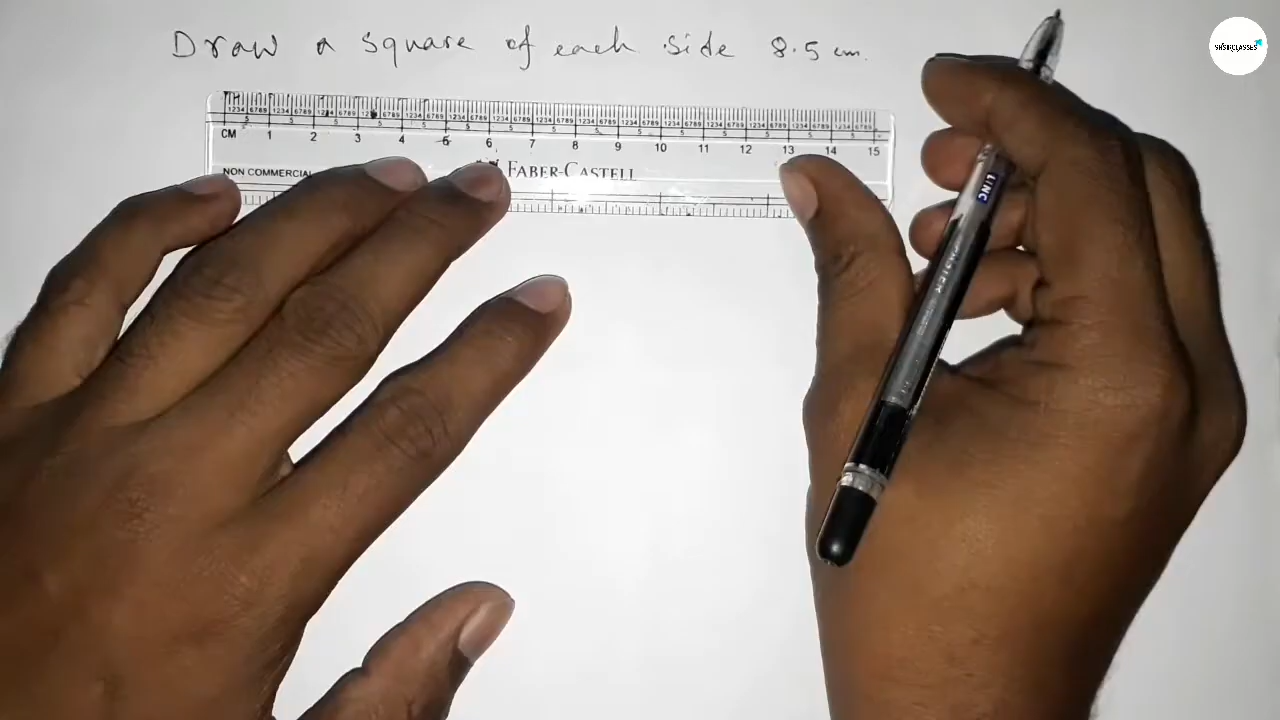 Draw a square of each side 8.5 cm.
SHSIRCLASSES
CM 1 2 3 4 5 6 7 8 9 10 11 12 13 14 15
NON COMMERCIAL FABER-CASTELL
LINC